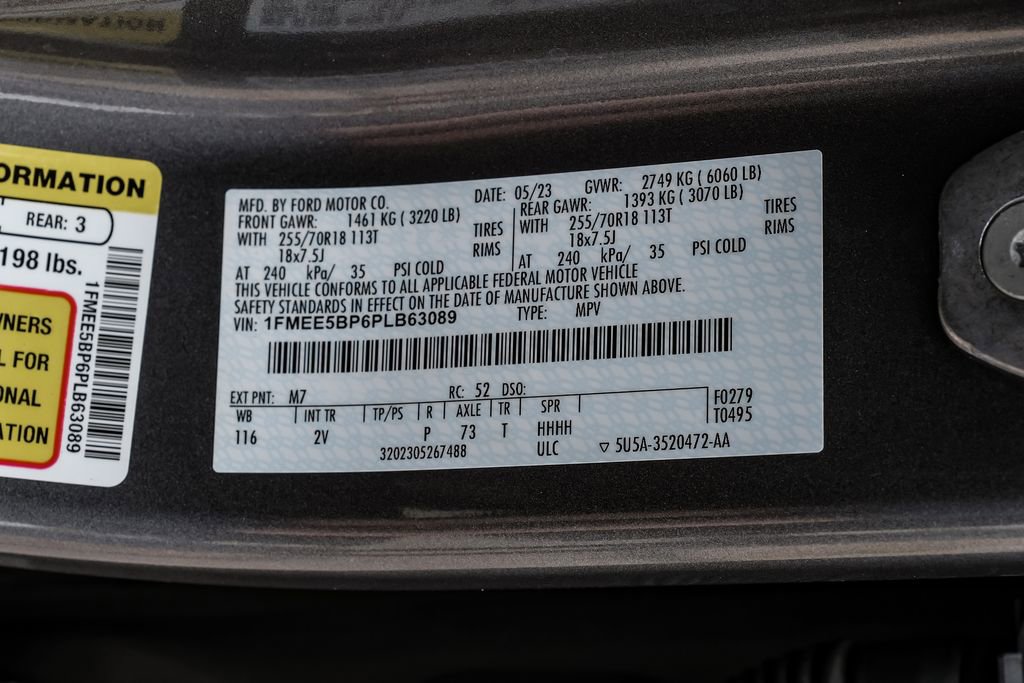 ORMATION
REAR: 3
198 lbs.
WNERS
L FOR
ONAL
ATION
1FMEE5BP6PLB63089
MFD. BY FORD MOTOR CO.
DATE: 05/23 GVWR: 2749 KG ( 6060 LB)
FRONT GAWR: 1461 KG ( 3220 LB)
WITH 255/70R18 113T TIRES
18x7.5J RIMS
AT 240 kPa/ 35 PSI COLD
REAR GAWR: 1393 KG ( 3070 LB)
WITH 255/70R18 113T TIRES
18x7.5J RIMS
AT 240 kPa/ 35 PSI COLD
THIS VEHICLE CONFORMS TO ALL APPLICABLE FEDERAL MOTOR VEHICLE
SAFETY STANDARDS IN EFFECT ON THE DATE OF MANUFACTURE SHOWN ABOVE.
VIN: 1FMEE5BP6PLB63089 TYPE: MPV
EXT PNT: M7 RC: 52 DSO:
WB INT TR TP/PS R AXLE TR SPR
116 2V P 73 T HHHH
3202305267488 ULC
F0279
T0495
▽ 5U5A-3520472-AA